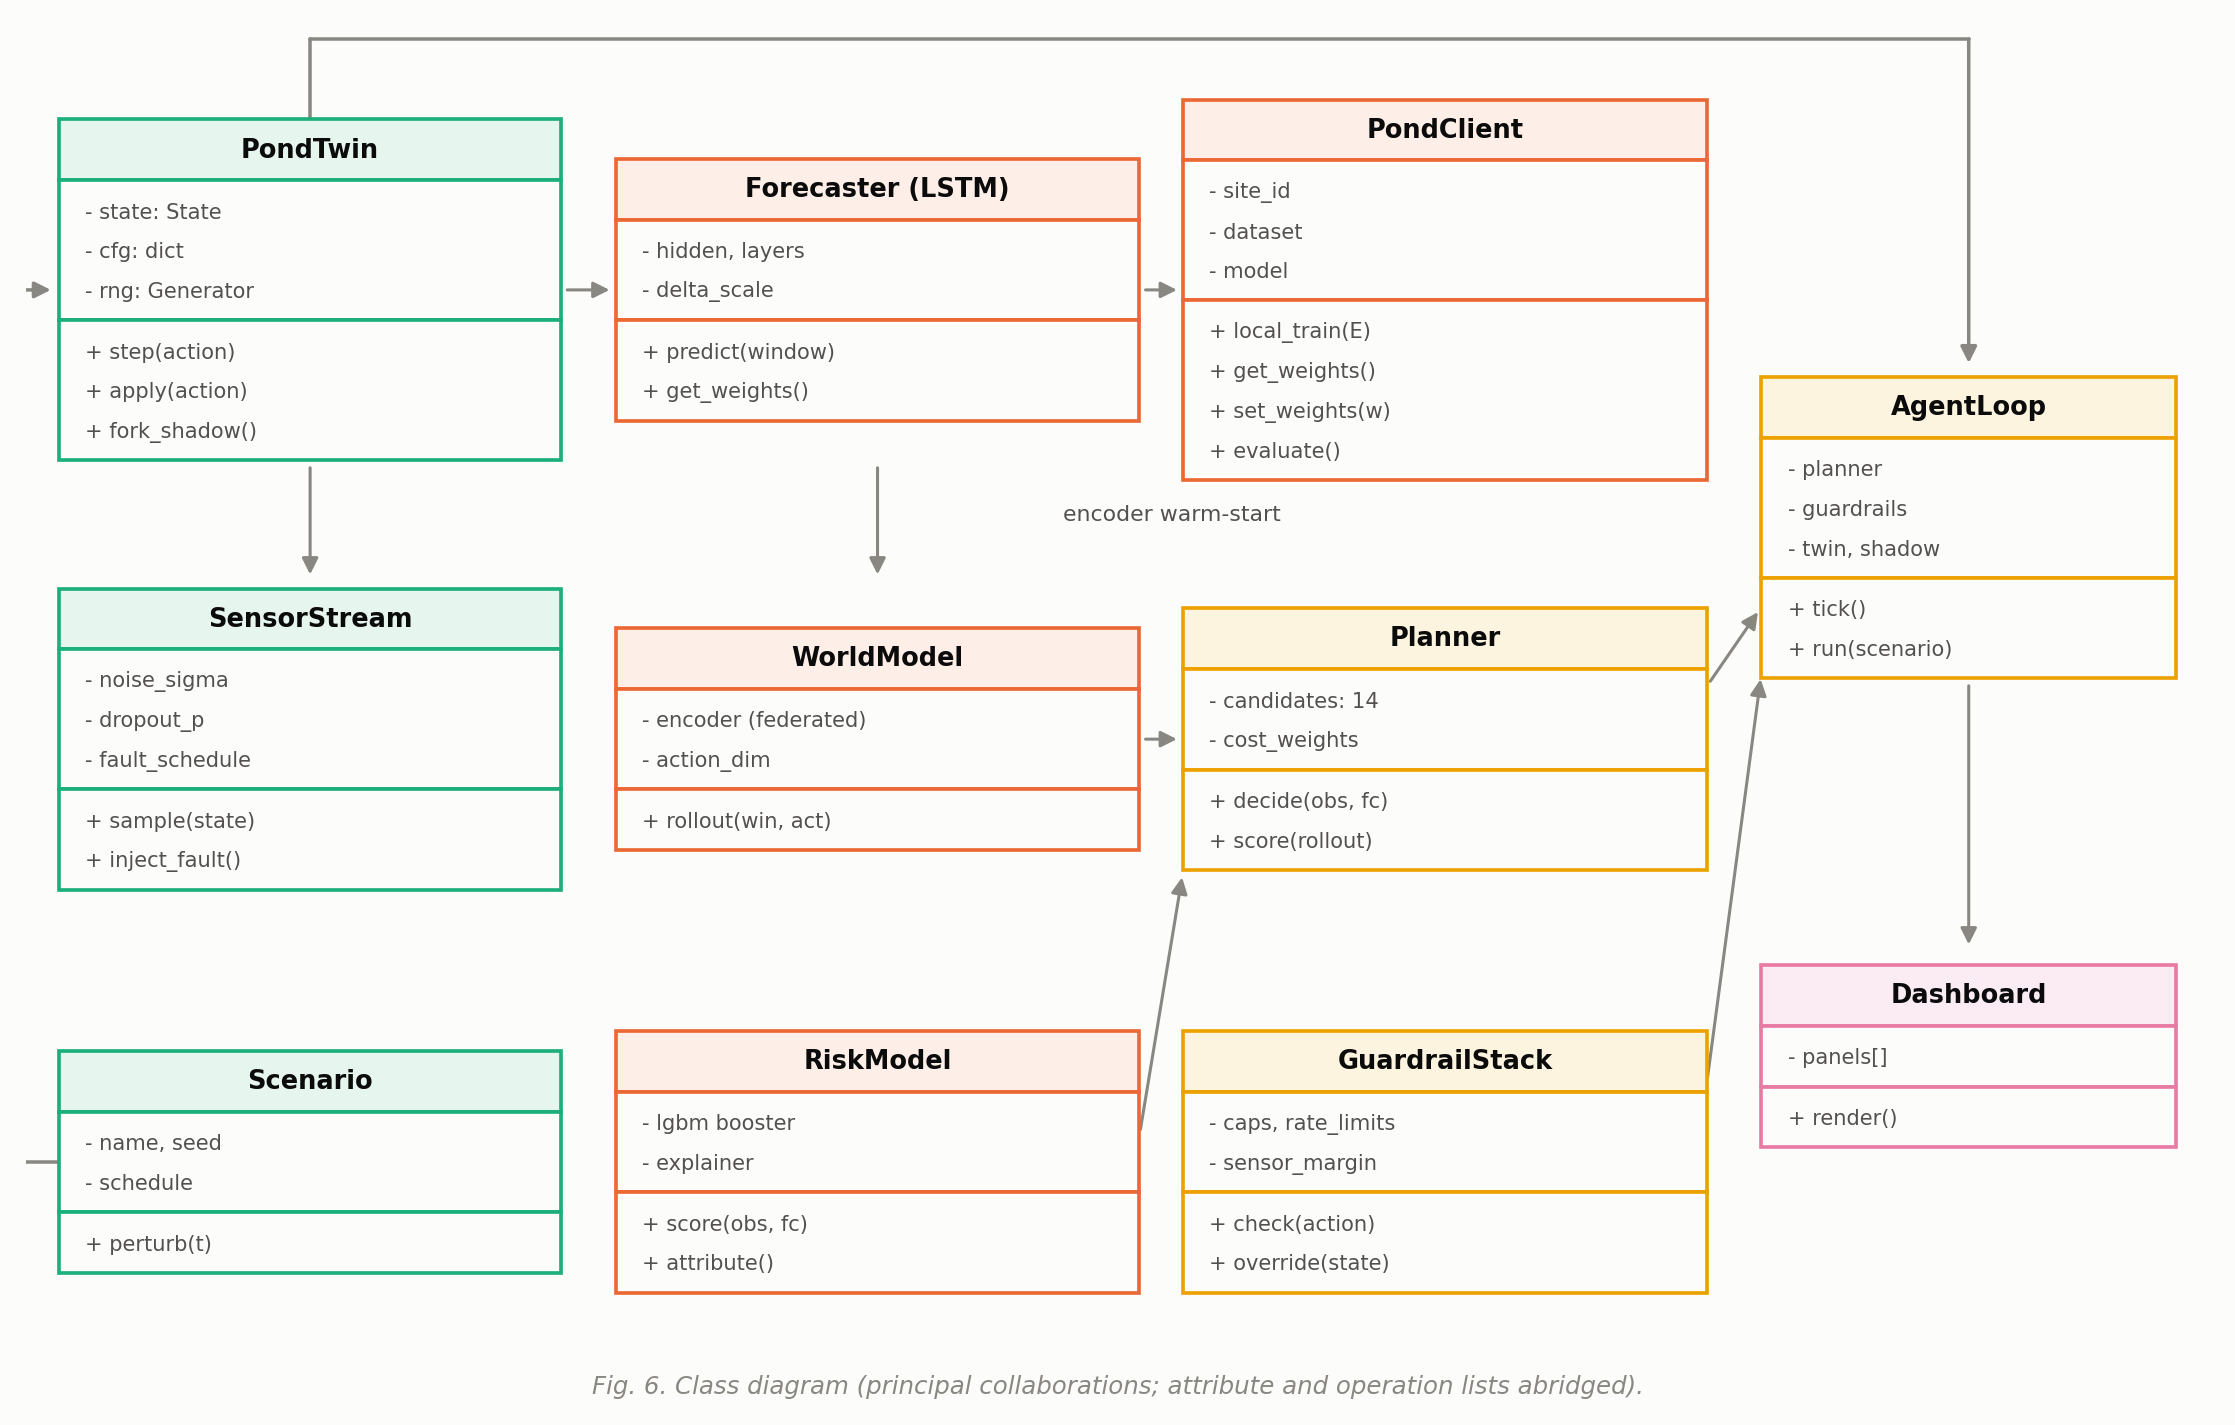 PondTwin
- state: State
- cfg: dict
- rng: Generator
+ step(action)
+ apply(action)
+ fork_shadow()
Forecaster (LSTM)
- hidden, layers
- delta_scale
+ predict(window)
+ get_weights()
PondClient
- site_id
- dataset
- model
+ local_train(E)
+ get_weights()
+ set_weights(w)
+ evaluate()
AgentLoop
- planner
- guardrails
- twin, shadow
+ tick()
+ run(scenario)
encoder warm-start
SensorStream
- noise_sigma
- dropout_p
- fault_schedule
+ sample(state)
+ inject_fault()
WorldModel
- encoder (federated)
- action_dim
+ rollout(win, act)
Planner
- candidates: 14
- cost_weights
+ decide(obs, fc)
+ score(rollout)
Scenario
- name, seed
- schedule
+ perturb(t)
RiskModel
- lgbm booster
- explainer
+ score(obs, fc)
+ attribute()
GuardrailStack
- caps, rate_limits
- sensor_margin
+ check(action)
+ override(state)
Dashboard
- panels[]
+ render()
Fig. 6. Class diagram (principal collaborations; attribute and operation lists abridged).